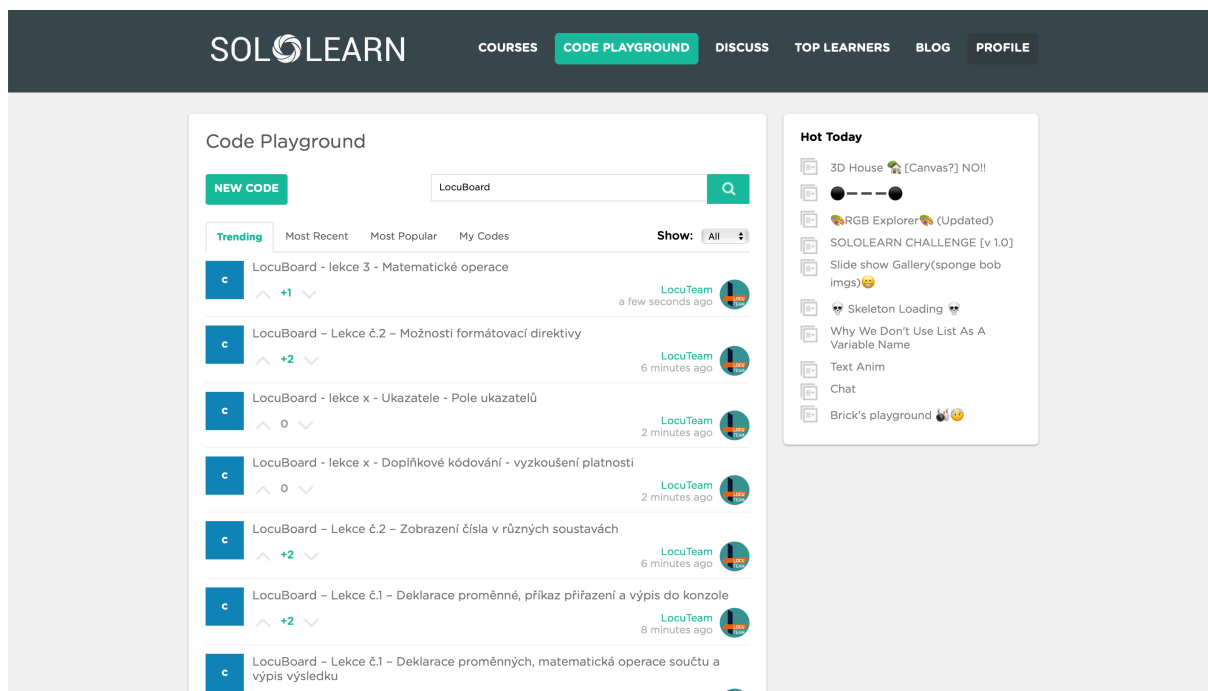 SOLOLEARN
COURSES
CODE PLAYGROUND
DISCUSS
TOP LEARNERS
BLOG
PROFILE
Code Playground
NEW CODE
LocuBoard
Trending
Most Recent
Most Popular
My Codes
Show:
All
C
LocuBoard - lekce 3 - Matematické operace
+1
LocuTeam
a few seconds ago
C
LocuBoard – Lekce č.2 – Možnosti formátovací direktivy
+2
LocuTeam
6 minutes ago
C
LocuBoard - lekce x - Ukazatele - Pole ukazatelů
0
LocuTeam
2 minutes ago
C
LocuBoard - lekce x - Doplňkové kódování - vyzkoušení platnosti
0
LocuTeam
2 minutes ago
C
LocuBoard – Lekce č.2 – Zobrazení čísla v různých soustavách
+2
LocuTeam
6 minutes ago
C
LocuBoard – Lekce č.1 – Deklarace proměnné, příkaz přiřazení a výpis do konzole
+2
LocuTeam
8 minutes ago
C
LocuBoard – Lekce č.1 – Deklarace proměnných, matematická operace součtu a
výpis výsledku
Hot Today
3D House 🏡 [Canvas?] NO!!
⚫➖➖➖⚫
🎨RGB Explorer🎨 (Updated)
SOLOLEARN CHALLENGE [v 1.0]
Slide show Gallery(sponge bob
imgs)😁
💀 Skeleton Loading 💀
Why We Don't Use List As A
Variable Name
Text Anim
Chat
Brick's playground 🎳🤕